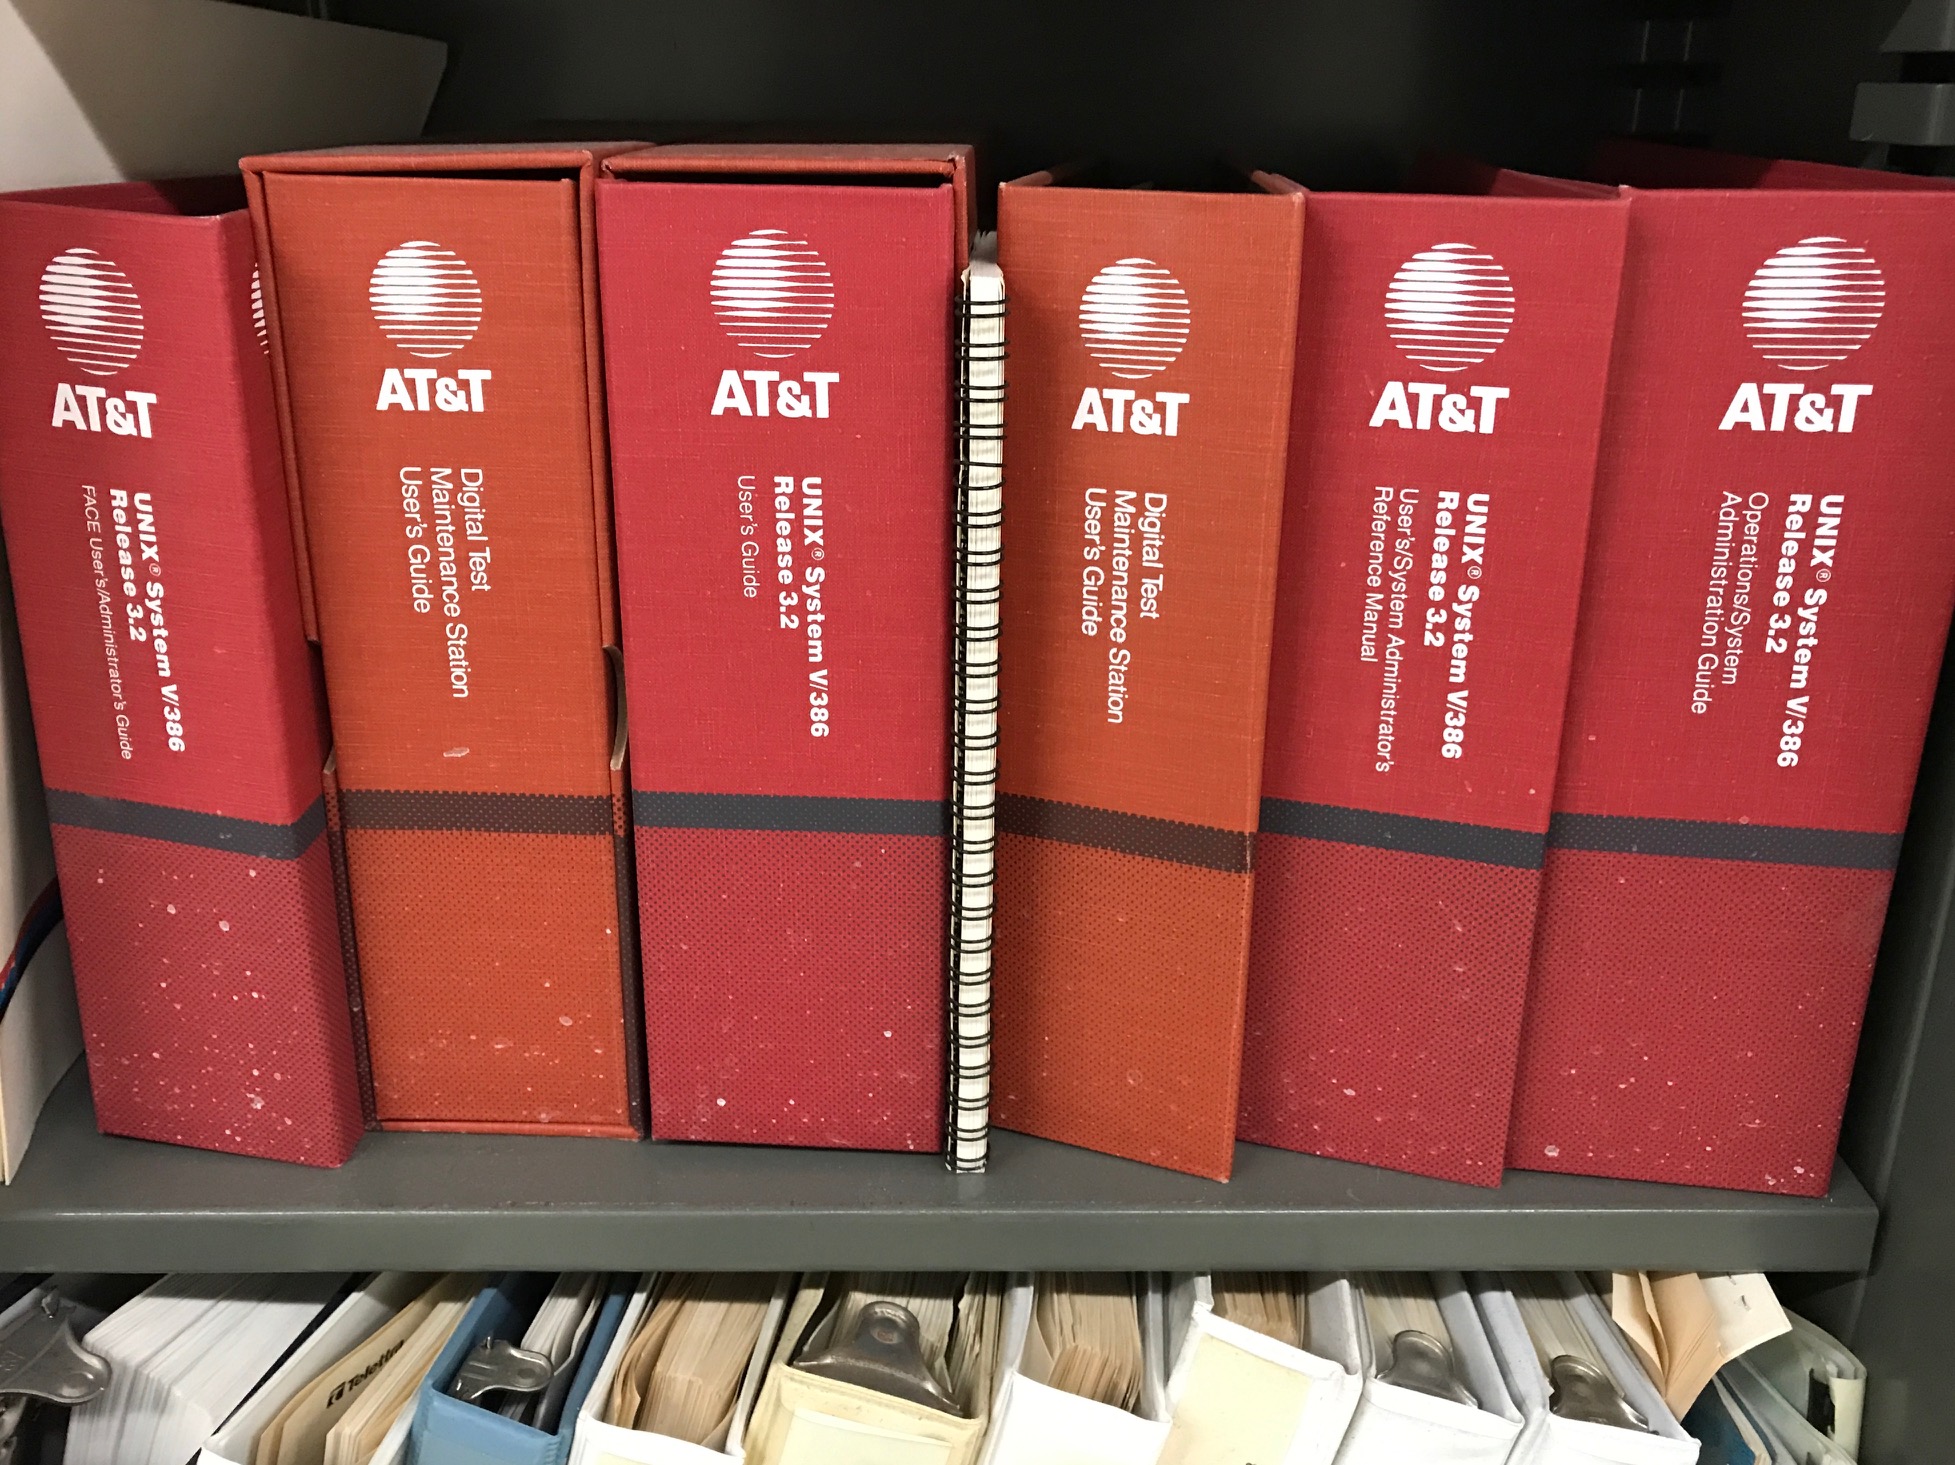 AT&T
UNIX® System V/386
Release 3.2
FACE User's/Administrator's Guide
AT&T
Digital Test
Maintenance Station
User's Guide
AT&T
UNIX® System V/386
Release 3.2
User's Guide
AT&T
Digital Test
Maintenance Station
User's Guide
AT&T
UNIX® System V/386
Release 3.2
User's/System Administrator's
Reference Manual
AT&T
UNIX® System V/386
Release 3.2
Operations/System
Administration Guide